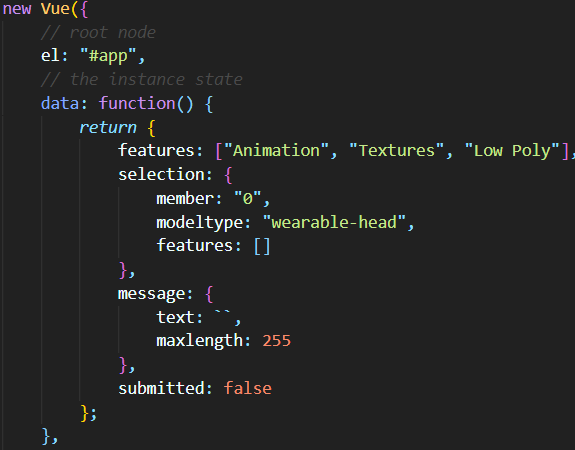 new Vue({
// root node
el: "#app",
// the instance state
data: function() {
return {
features: ["Animation", "Textures", "Low Poly"],
selection: {
member: "0",
modeltype: "wearable-head",
features: []
},
message: {
text: ``,
maxlength: 255
},
submitted: false
};
},